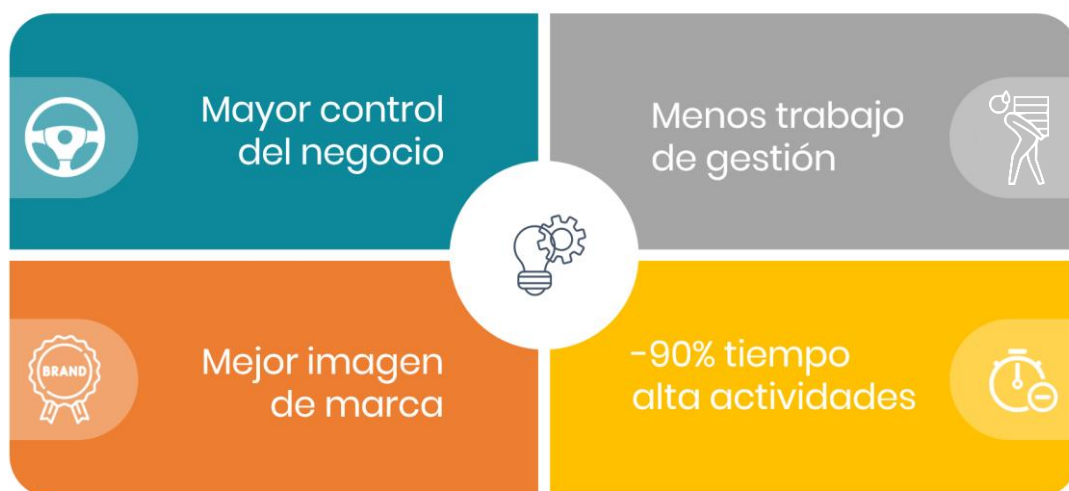 Mayor control
del negocio
Menos trabajo
de gestión
BRAND
Mejor imagen
de marca
-90% tiempo
alta actividades